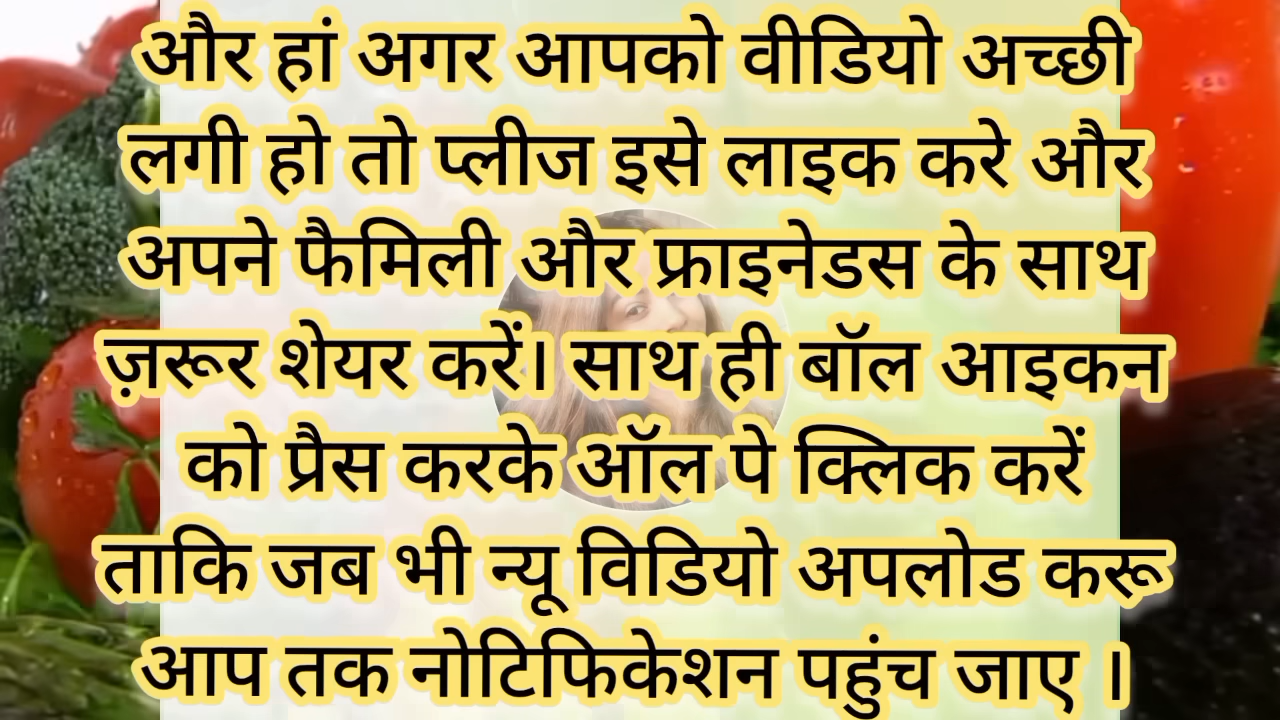 और हां अगर आपको वीडियो अच्छी
लगी हो तो प्लीज इसे लाइक करे और
अपने फैमिली और फ्राइनेडस के साथ
ज़रूर शेयर करें। साथ ही बॉल आइकन
को प्रैस करके ऑल पे क्लिक करें
ताकि जब भी न्यू विडियो अपलोड करू
आप तक नोटिफिकेशन पहुंच जाए ।